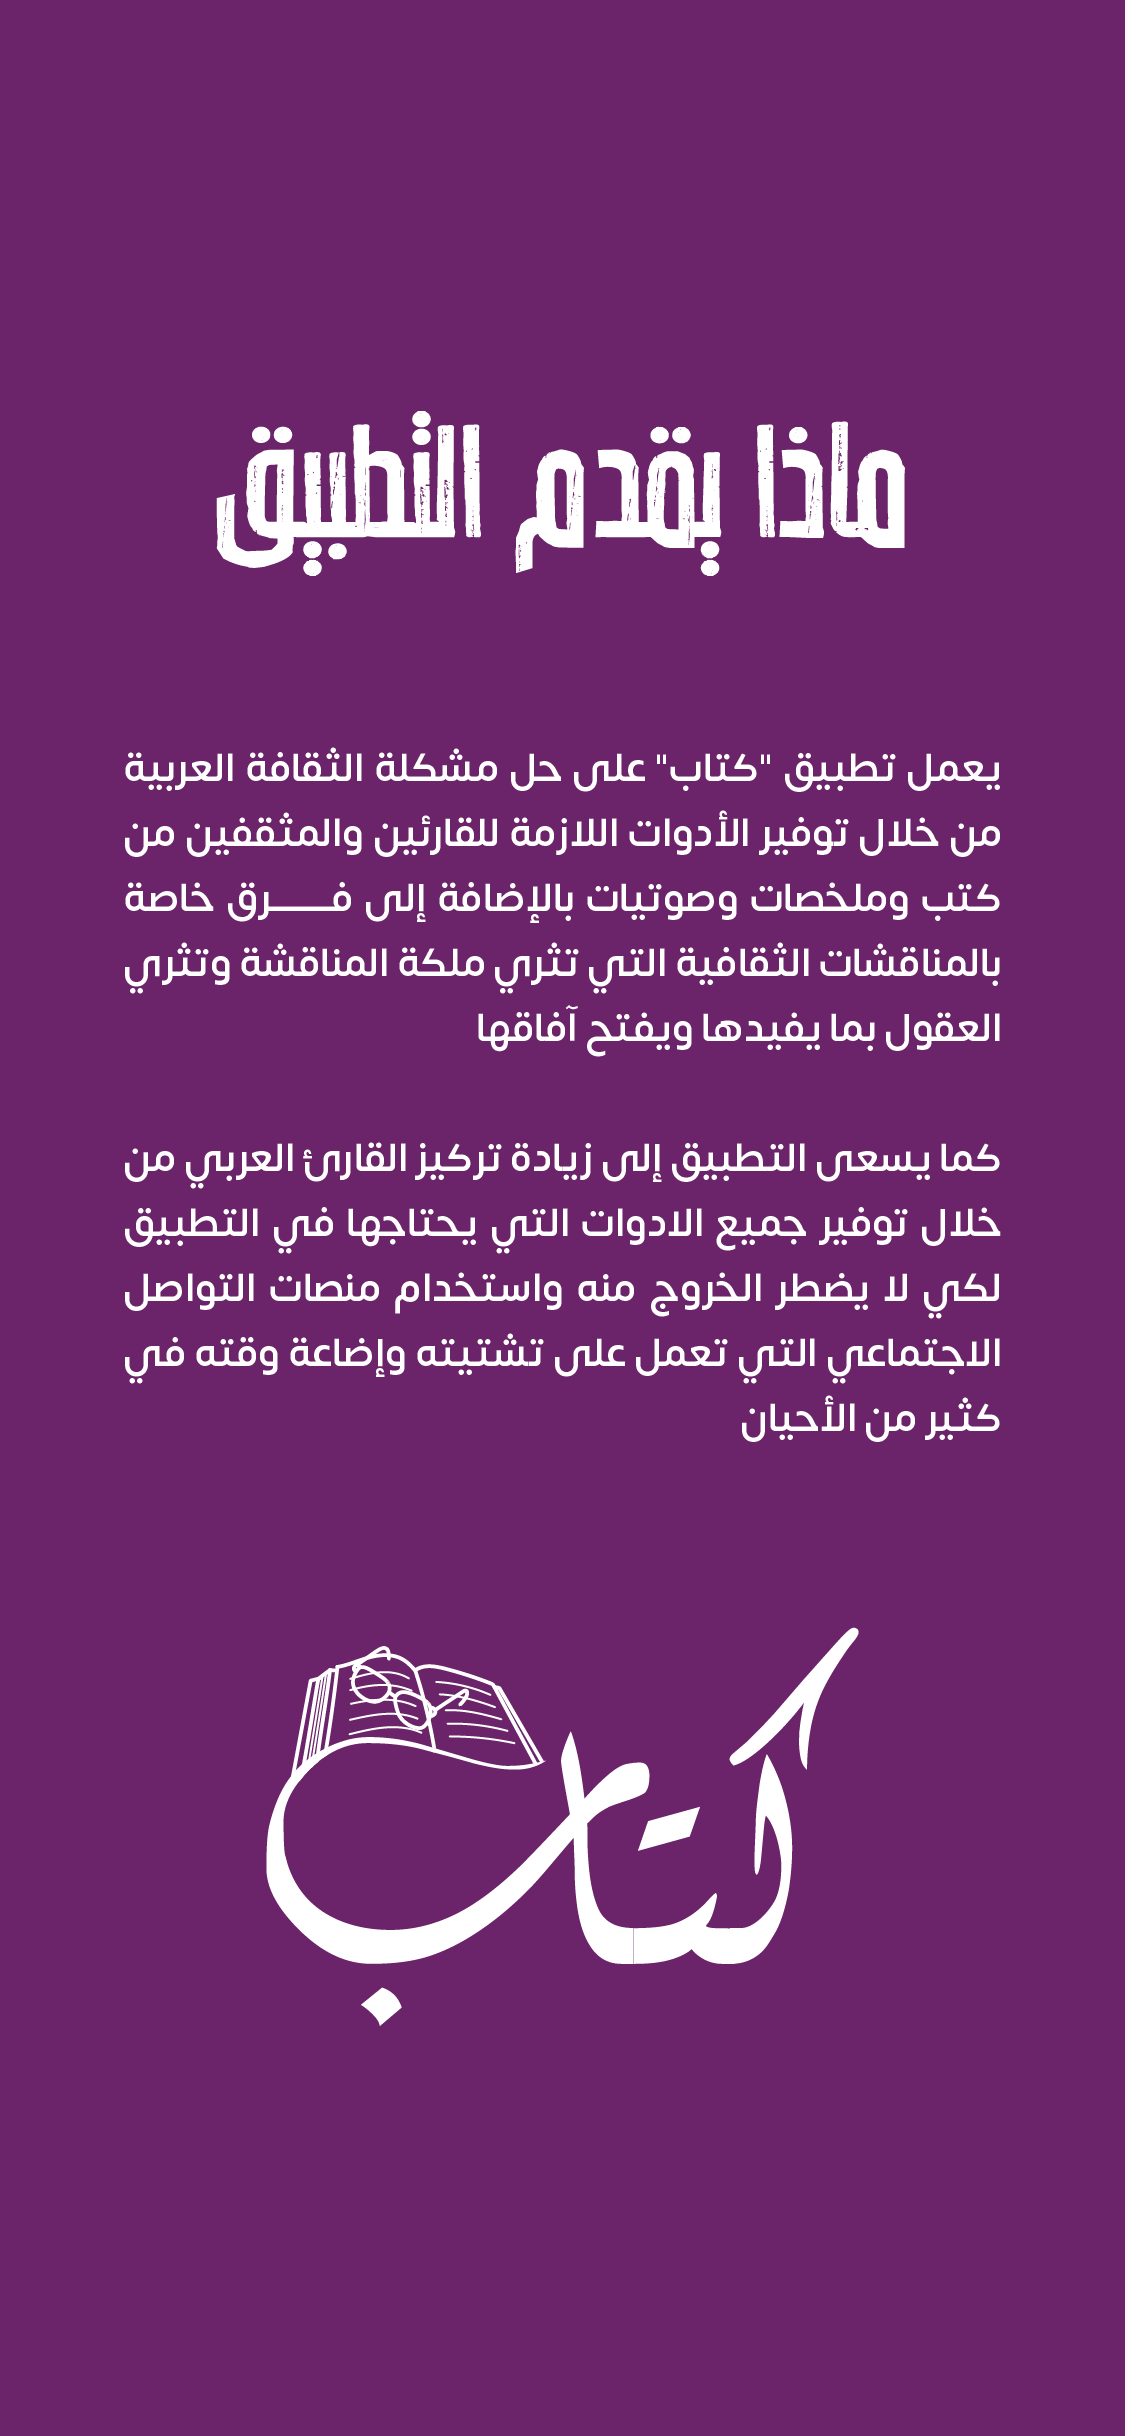 ماذا يقدم التطبيق
يعمل تطبيق "كتاب" على حل مشكلة الثقافة العربية
من خلال توفير الأدوات اللازمة للقارئين والمثقفين من
كتب وملخصات وصوتيات بالإضافة إلى فـــــرق خاصة
بالمناقشات الثقافية التي تثري ملكة المناقشة وتثري
العقول بما يفيدها ويفتح آفاقها
كما يسعى التطبيق إلى زيادة تركيز القارئ العربي من
خلال توفير جميع الادوات التي يحتاجها في التطبيق
لكي لا يضطر الخروج منه واستخدام منصات التواصل
الاجتماعي التي تعمل على تشتيته وإضاعة وقته في
كثير من الأحيان
كتاب